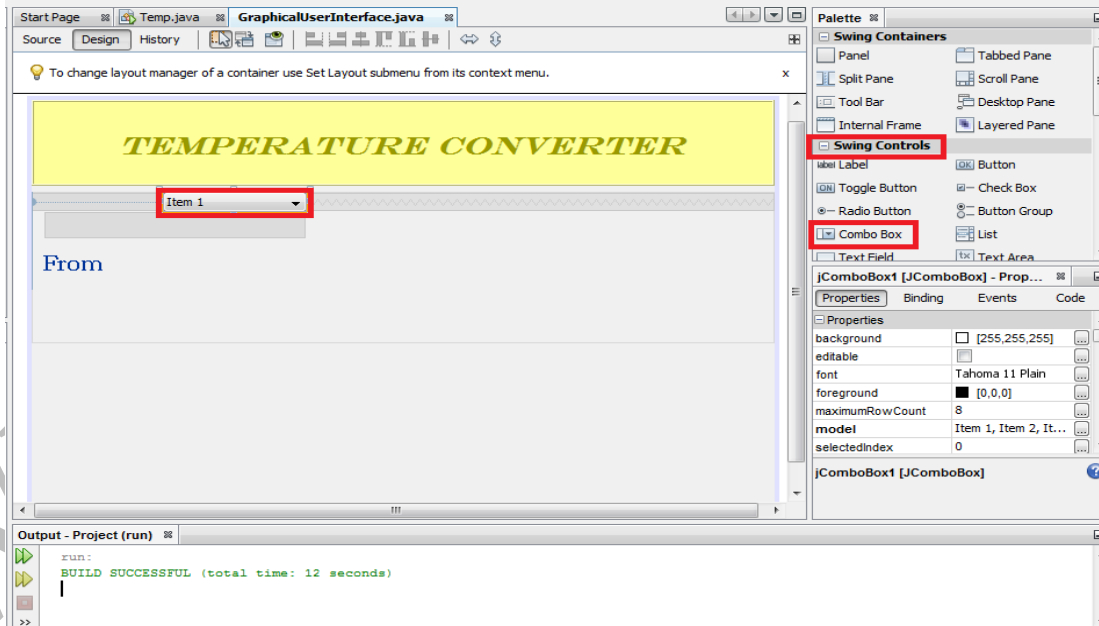 Start Page Temp.java GraphicalUserInterface.java
Source Design History
To change layout manager of a container use Set Layout submenu from its context menu. x
TEMPERATURE CONVERTER
Item 1
From
Palette
Swing Containers
Panel Tabbed Pane
Split Pane Scroll Pane
Tool Bar Desktop Pane
Internal Frame Layered Pane
Swing Controls
label Label OK Button
ON Toggle Button Check Box
Radio Button Button Group
Combo Box List
Text Field Text Area
jComboBox1 [JComboBox] - Prop...
Properties Binding Events Code
Properties
background [255,255,255] ...
editable ...
font Tahoma 11 Plain ...
foreground [0,0,0] ...
maximumRowCount 8 ...
model Item 1, Item 2, It... ...
selectedIndex 0 ...
jComboBox1 [JComboBox] ?
Output - Project (run)
run:
BUILD SUCCESSFUL (total time: 12 seconds)
>>